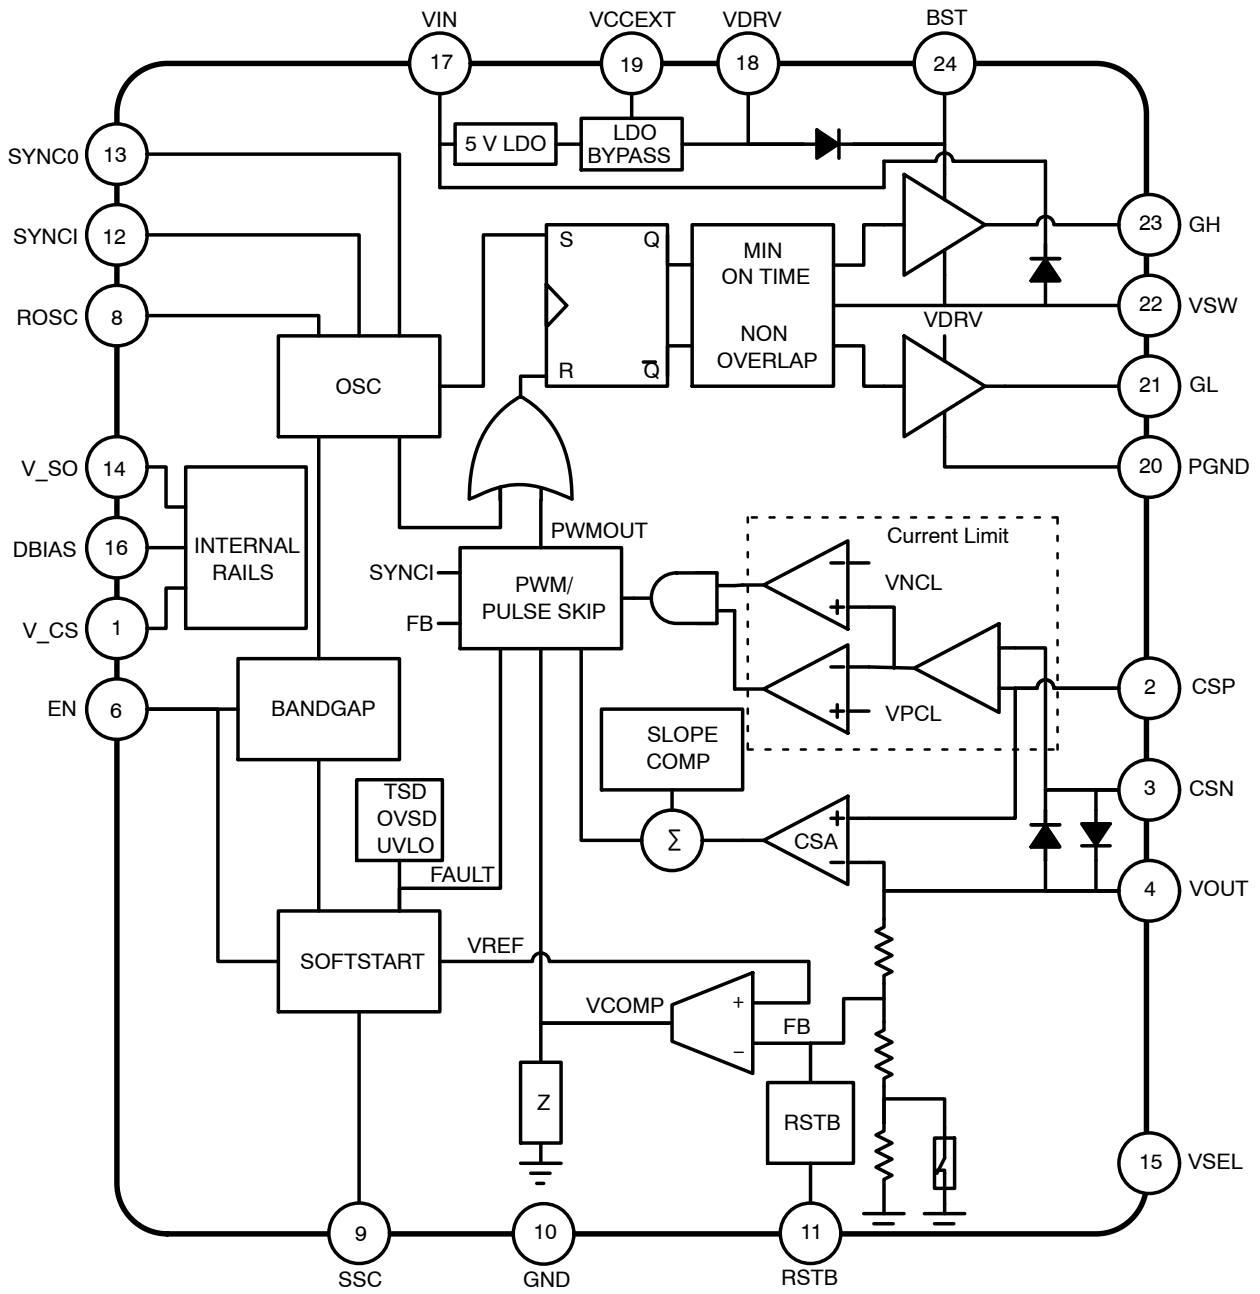 VIN
VCCEXT
VDRV
BST
17
19
18
24
SYNC0
13
5 V LDO
LDO
BYPASS
SYNCI
12
23
GH
S
Q
MIN
ON TIME
ROSC
8
22
VSW
VDRV
NON
OVERLAP
R
Q
OSC
21
GL
V_SO
14
20
PGND
DBIAS
16
INTERNAL
RAILS
PWMOUT
Current Limit
SYNCI
PWM/
PULSE SKIP
VNCL
FB
V_CS
1
2
CSP
EN
6
BANDGAP
VPCL
SLOPE
COMP
TSD
OVSD
UVLO
3
CSN
Σ
CSA
FAULT
4
VOUT
SOFTSTART
VREF
VCOMP
FB
Z
RSTB
15
VSEL
9
10
11
SSC
GND
RSTB